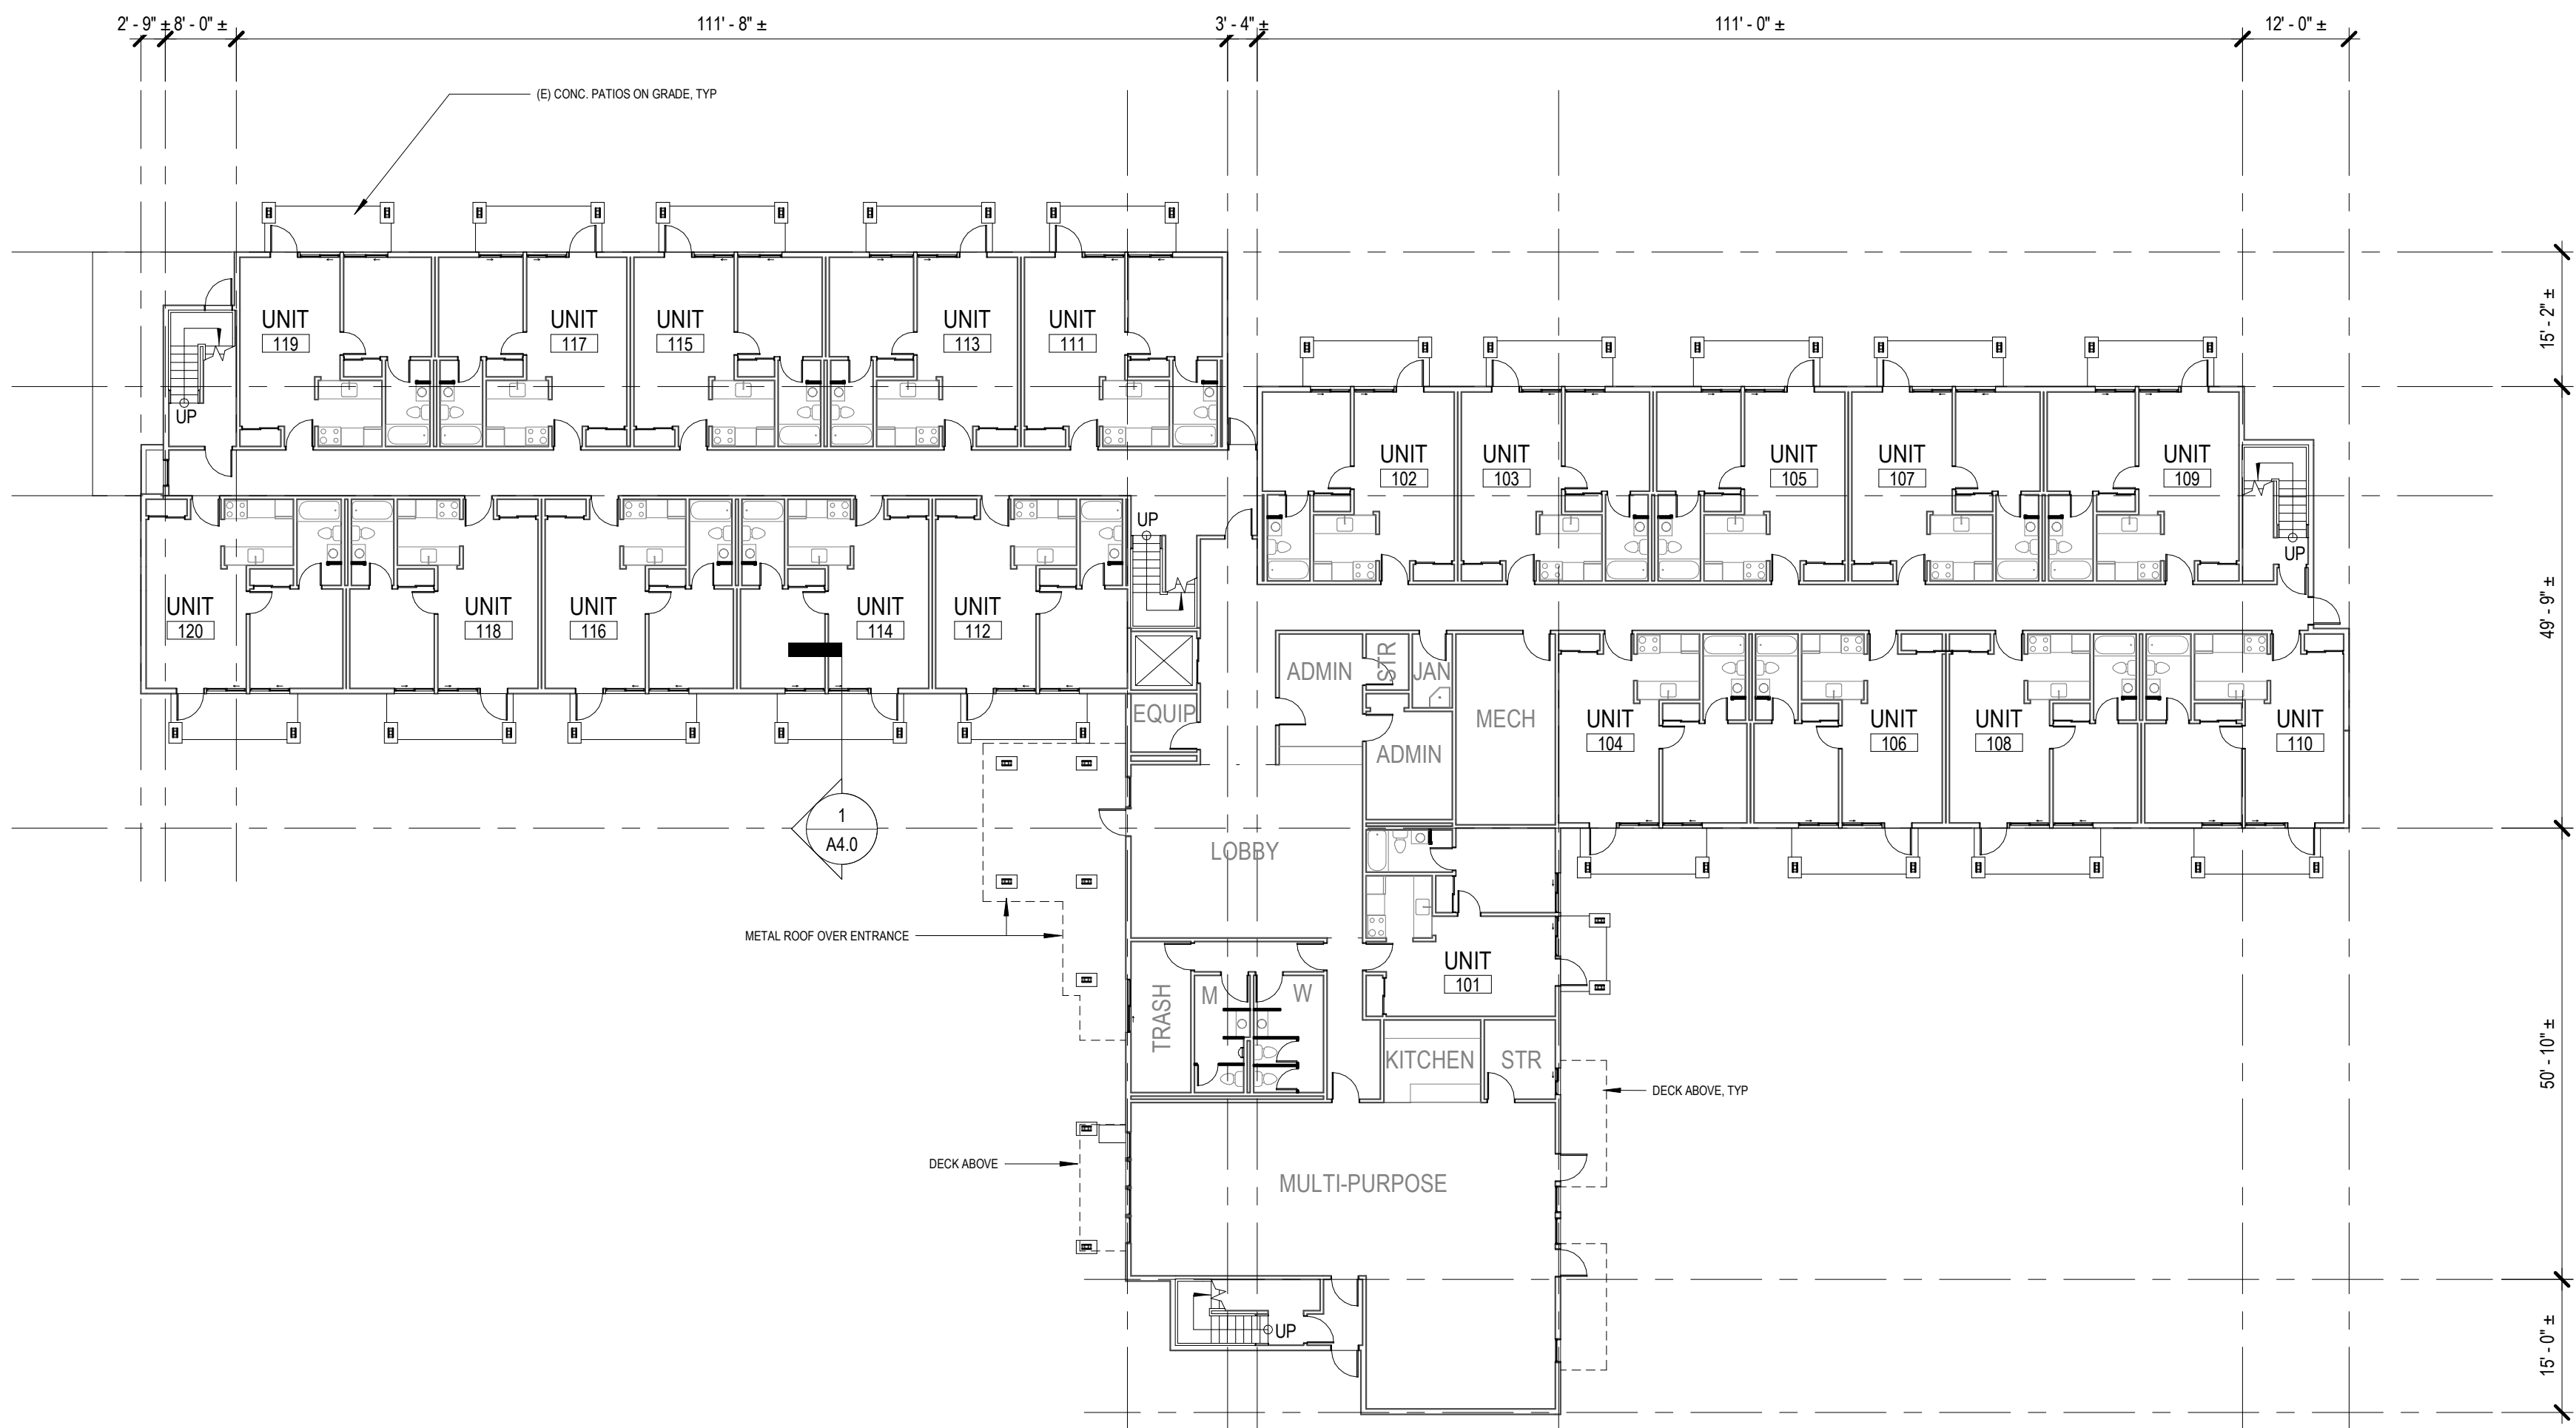 2' - 9" ±
8' - 0" ±
111' - 8" ±
3' - 4" ±
111' - 0" ±
12' - 0" ±
(E) CONC. PATIOS ON GRADE, TYP
15' - 2" ±
UNIT
119
UNIT
117
UNIT
115
UNIT
113
UNIT
111
UP
UNIT
102
UNIT
103
UNIT
105
UNIT
107
UNIT
109
UP
UP
UNIT
120
UNIT
118
UNIT
116
UNIT
114
UNIT
112
49' - 9" ±
ADMIN
STR
JAN
EQUIP
MECH
ADMIN
UNIT
104
UNIT
106
UNIT
108
UNIT
110
1
A4.0
LOBBY
METAL ROOF OVER ENTRANCE
UNIT
101
TRASH
M
W
KITCHEN
STR
50' - 10" ±
DECK ABOVE, TYP
DECK ABOVE
MULTI-PURPOSE
UP
15' - 0" ±